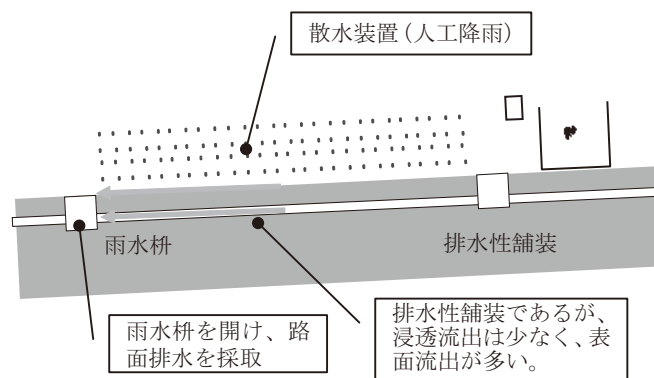 散水装置（人工降雨）
雨水枡
排水性舗装
雨水枡を開け、路
面排水を採取
排水性舗装であるが、
浸透流出は少なく、表
面流出が多い。